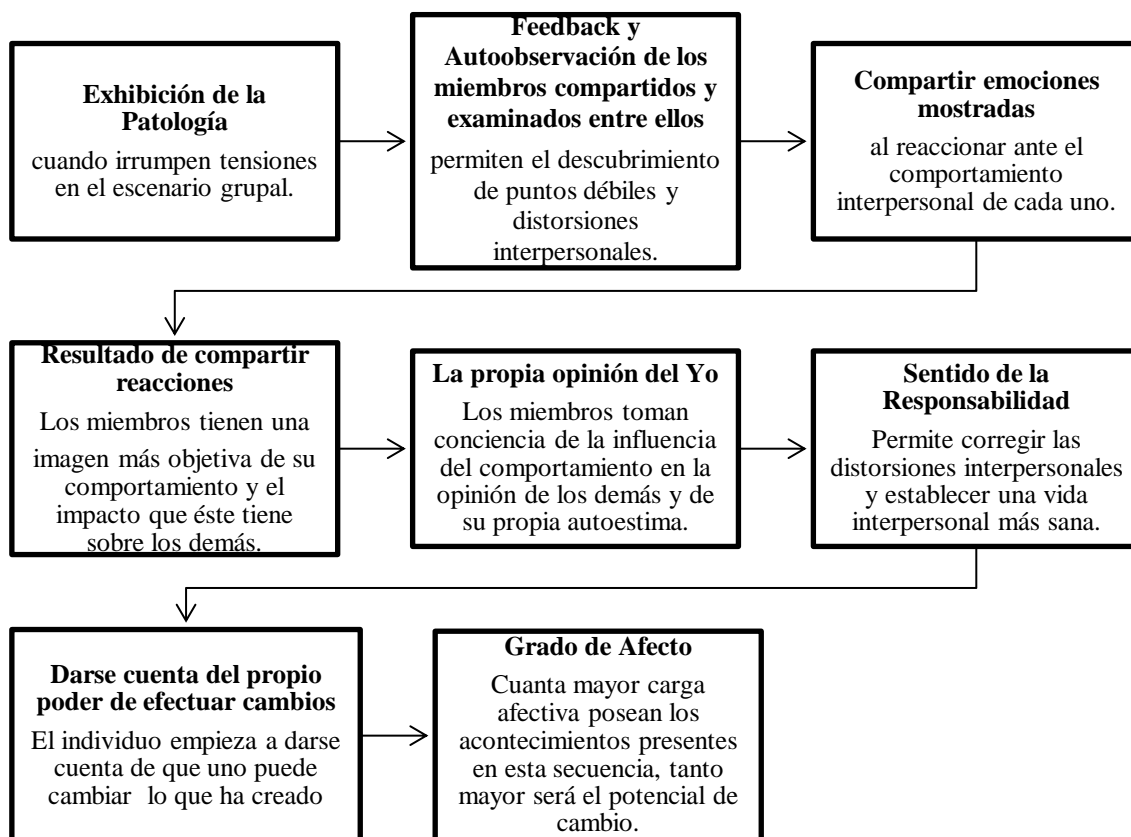 Exhibición de la
Patología
cuando irrumpen tensiones
en el escenario grupal.
Feedback y
Autoobservación de los
miembros compartidos y
examinados entre ellos
permiten el descubrimiento
de puntos débiles y
distorsiones
interpersonales.
Compartir emociones
mostradas
al reaccionar ante el
comportamiento
interpersonal de cada uno.
Resultado de compartir
reacciones
Los miembros tienen una
imagen más objetiva de su
comportamiento y el
impacto que éste tiene
sobre los demás.
La propia opinión del Yo
Los miembros toman
conciencia de la influencia
del comportamiento en la
opinión de los demás y de
su propia autoestima.
Sentido de la
Responsabilidad
Permite corregir las
distorsiones interpersonales
y establecer una vida
interpersonal más sana.
Darse cuenta del propio
poder de efectuar cambios
El individuo empieza a darse
cuenta de que uno puede
cambiar lo que ha creado
Grado de Afecto
Cuanta mayor carga
afectiva posean los
acontecimientos presentes
en esta secuencia, tanto
mayor será el potencial de
cambio.